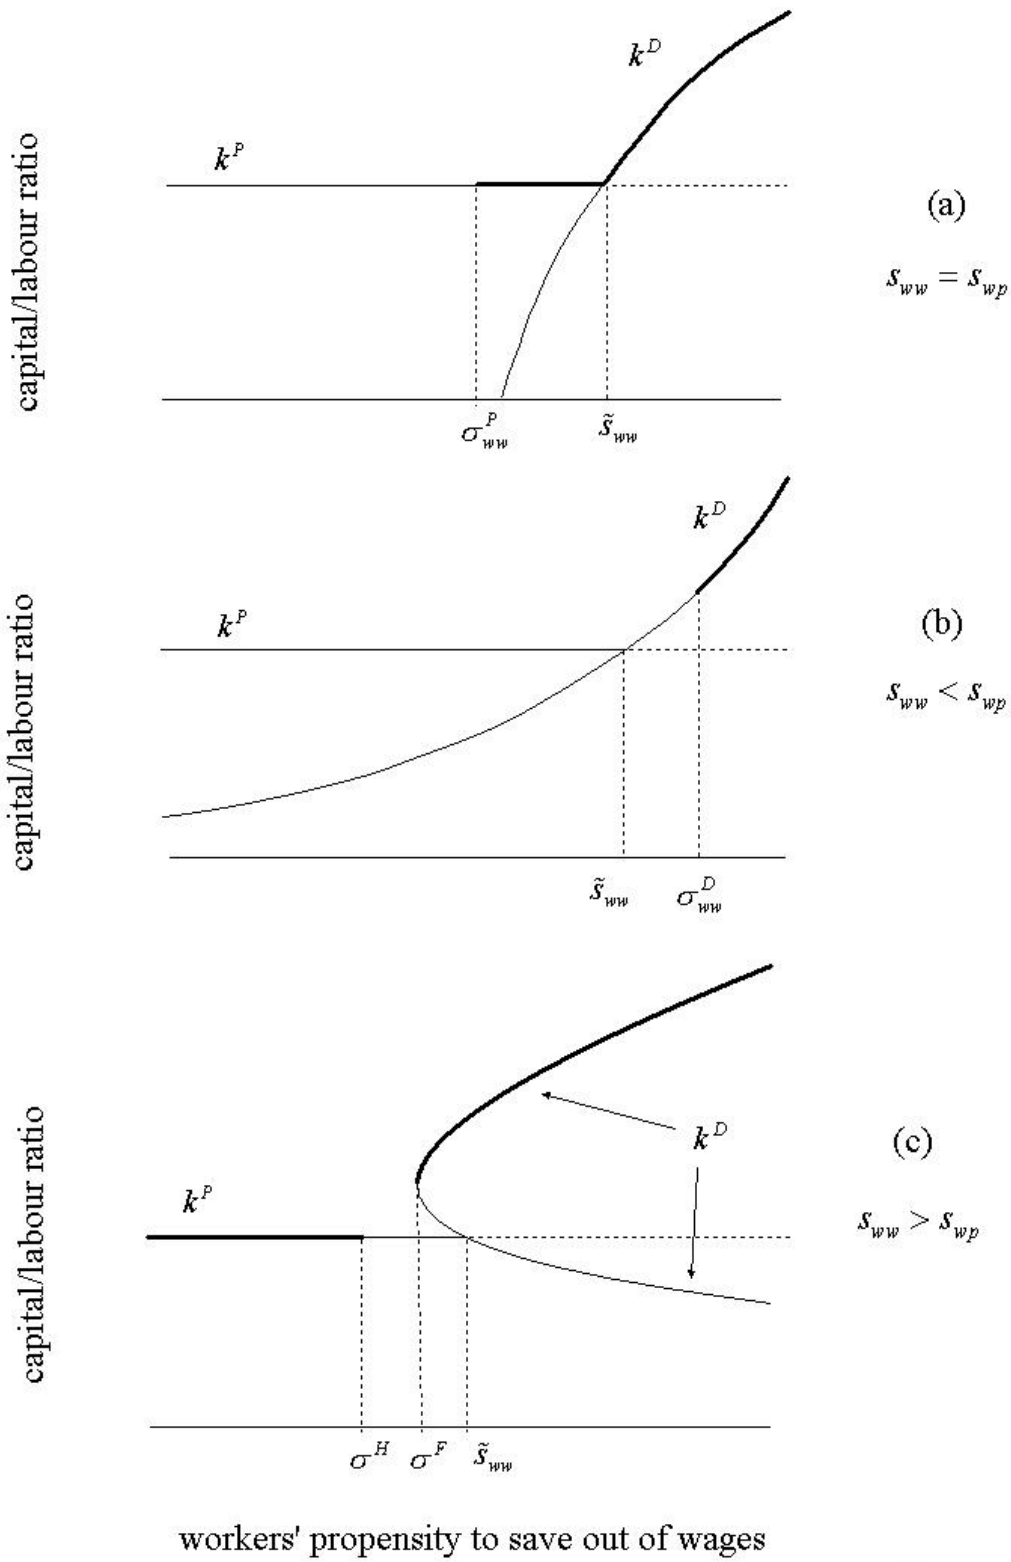 capital/labour ratio
k^P
k^D
(a)
s_ww = s_wp
σ^P_ww
s̃_ww
capital/labour ratio
k^P
k^D
(b)
s_ww < s_wp
s̃_ww
σ^D_ww
capital/labour ratio
k^P
k^D
(c)
s_ww > s_wp
σ^H
σ^F
s̃_ww
workers' propensity to save out of wages